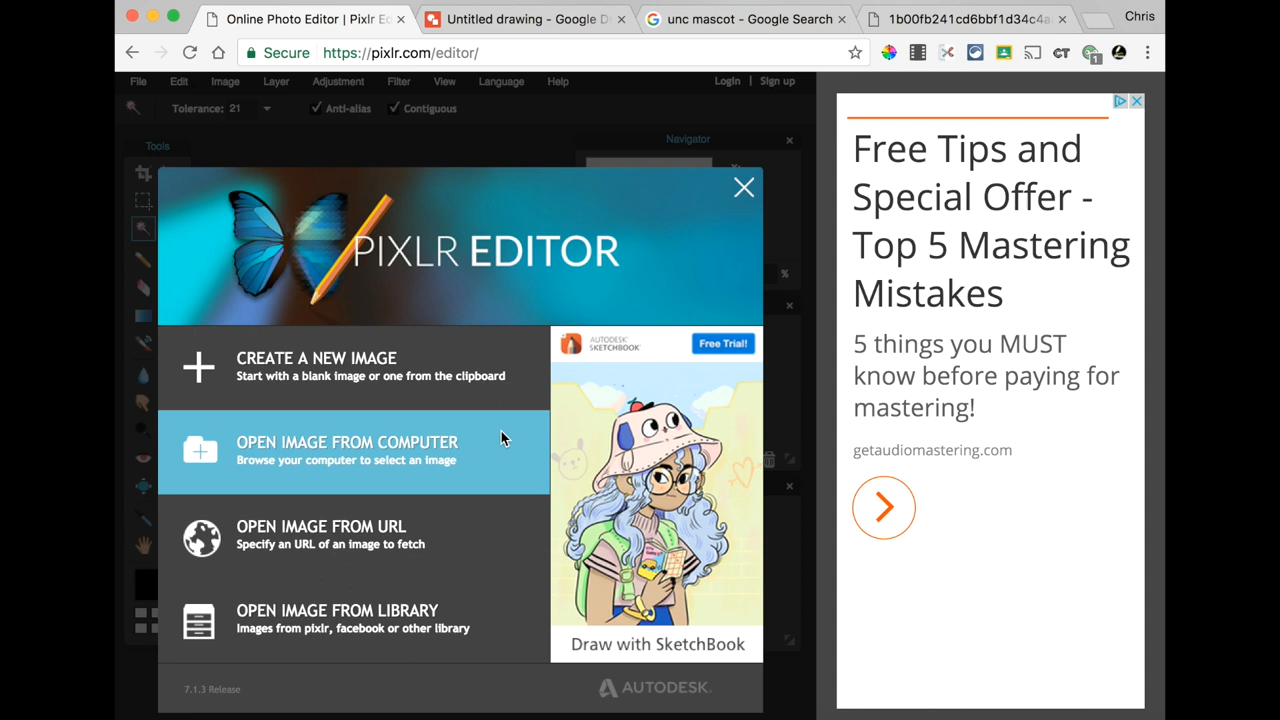 Online Photo Editor | Pixlr E
Untitled drawing - Google D
unc mascot - Google Search
1b00fb241cd6bbf1d34c4a
Chris
Secure https://pixlr.com/editor/
CT
1
File Edit Image Layer Adjustment Filter View Language Help Login | Sign up
Tolerance: 21 Anti-alias Contiguous
Tools
Navigator
%
PIXLR EDITOR
CREATE A NEW IMAGE
Start with a blank image or one from the clipboard
OPEN IMAGE FROM COMPUTER
Browse your computer to select an image
OPEN IMAGE FROM URL
Specify an URL of an image to fetch
OPEN IMAGE FROM LIBRARY
Images from pixlr, facebook or other library
7.1.3 Release
AUTODESK.
AUTODESK
SKETCHBOOK
Free Trial!
Draw with SketchBook
Free Tips and
Special Offer -
Top 5 Mastering
Mistakes
5 things you MUST
know before paying for
mastering!
getaudiomastering.com